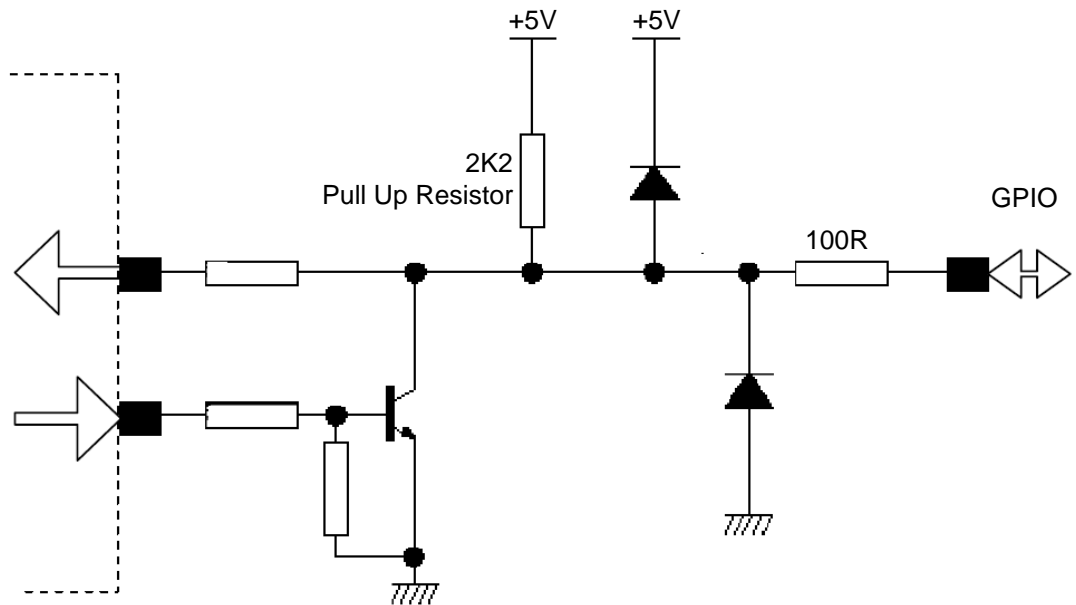 +5V
+5V
2K2
Pull Up Resistor
GPIO
100R